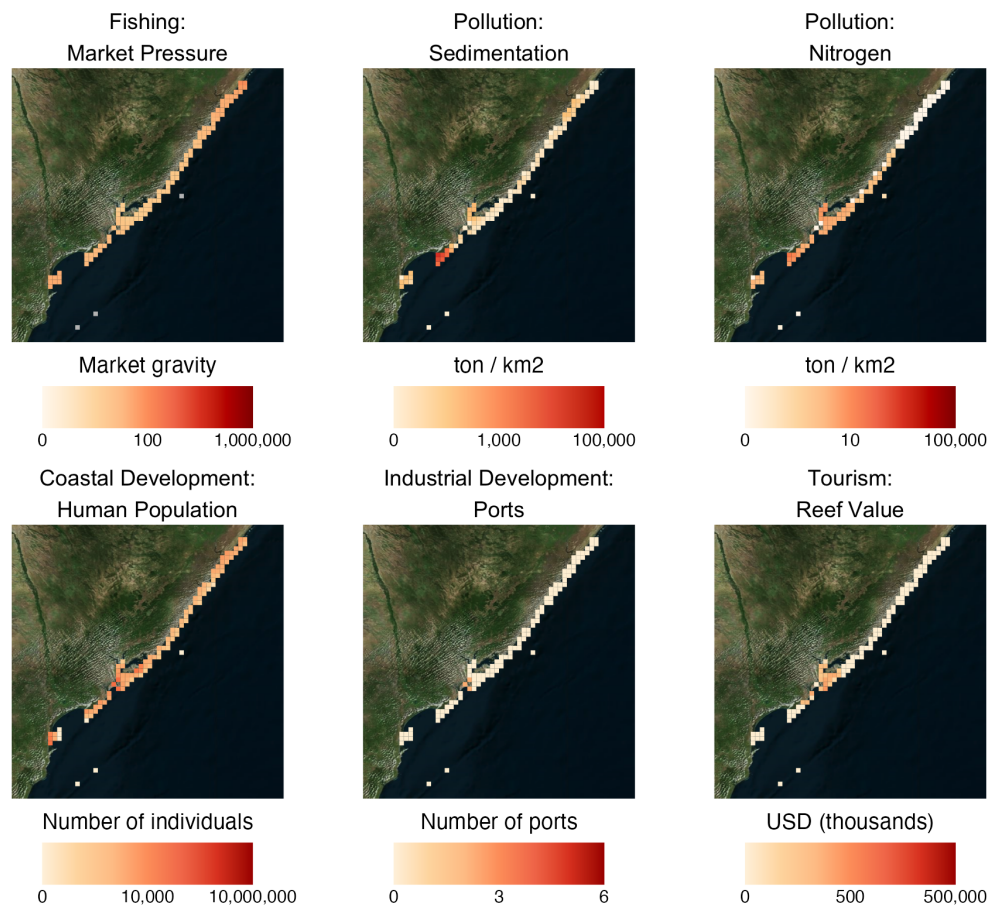 Fishing:
Market Pressure
Pollution:
Sedimentation
Pollution:
Nitrogen
Market gravity
ton / km2
ton / km2
0 100 1,000,000
0 1,000 100,000
0 10 100,000
Coastal Development:
Human Population
Industrial Development:
Ports
Tourism:
Reef Value
Number of individuals
Number of ports
USD (thousands)
0 10,000 10,000,000
0 3 6
0 500 500,000